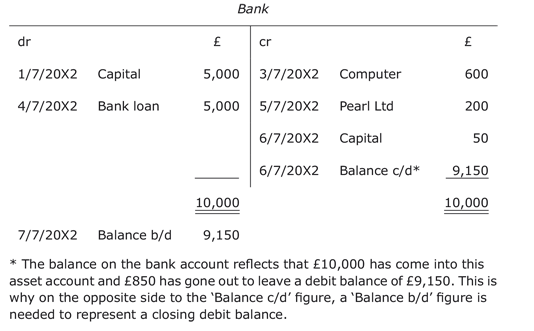 Bank
dr £ cr £
1/7/20X2 Capital 5,000 3/7/20X2 Computer 600
4/7/20X2 Bank loan 5,000 5/7/20X2 Pearl Ltd 200
6/7/20X2 Capital 50
6/7/20X2 Balance c/d* 9,150
10,000 10,000
7/7/20X2 Balance b/d 9,150
* The balance on the bank account reflects that £10,000 has come into this
asset account and £850 has gone out to leave a debit balance of £9,150. This is
why on the opposite side to the ‘Balance c/d’ figure, a ‘Balance b/d’ figure is
needed to represent a closing debit balance.